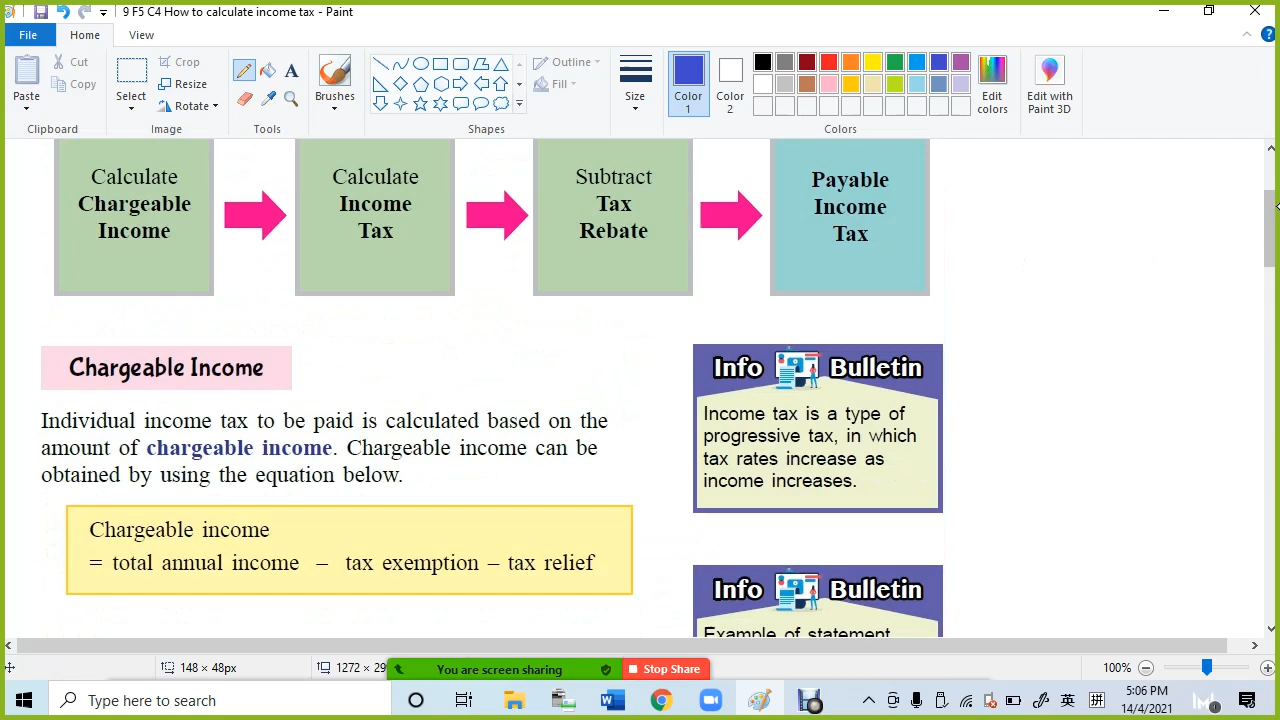 9 F5 C4 How to calculate income tax - Paint
File
Home
View
Paste
Cut
Copy
Clipboard
Select
Crop
Resize
Rotate
Image
Tools
Brushes
Shapes
Outline
Fill
Size
Color
1
Color
2
Edit
colors
Edit with
Paint 3D
Colors
Calculate
Chargeable
Income
Calculate
Income
Tax
Subtract
Tax
Rebate
Payable
Income
Tax
Chargeable Income
Individual income tax to be paid is calculated based on the
amount of chargeable income. Chargeable income can be
obtained by using the equation below.
Chargeable income
= total annual income – tax exemption – tax relief
Info Bulletin
Income tax is a type of
progressive tax, in which
tax rates increase as
income increases.
Info Bulletin
Example of statement
148 × 48px
1272 × 29
You are screen sharing
Stop Share
100%
Type here to search
英
拼
5:06 PM
14/4/2021